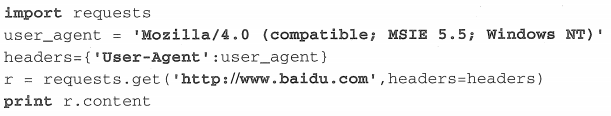 import requests
user_agent = 'Mozilla/4.0 (compatible; MSIE 5.5; Windows NT)'
headers={'User-Agent':user_agent}
r = requests.get('http://www.baidu.com',headers=headers)
print r.content